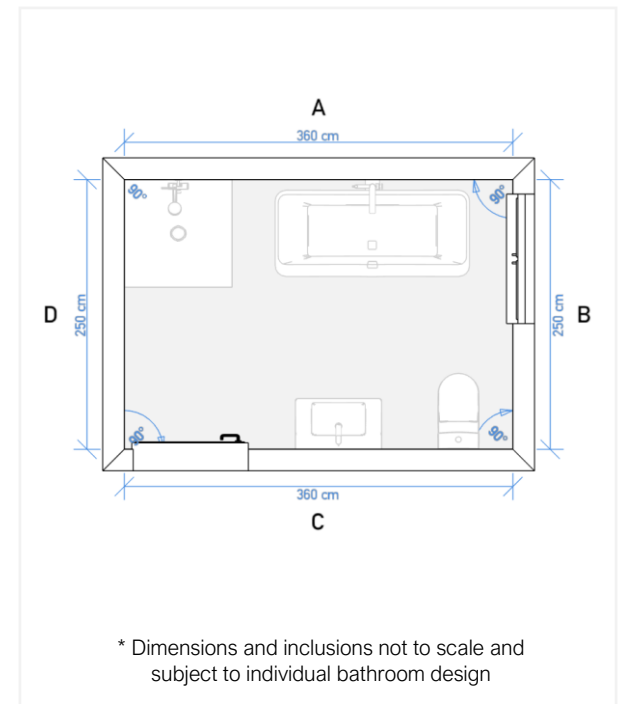 A
360 cm
90°
90°
D
250 cm
250 cm
B
90°
90°
360 cm
C
* Dimensions and inclusions not to scale and
subject to individual bathroom design